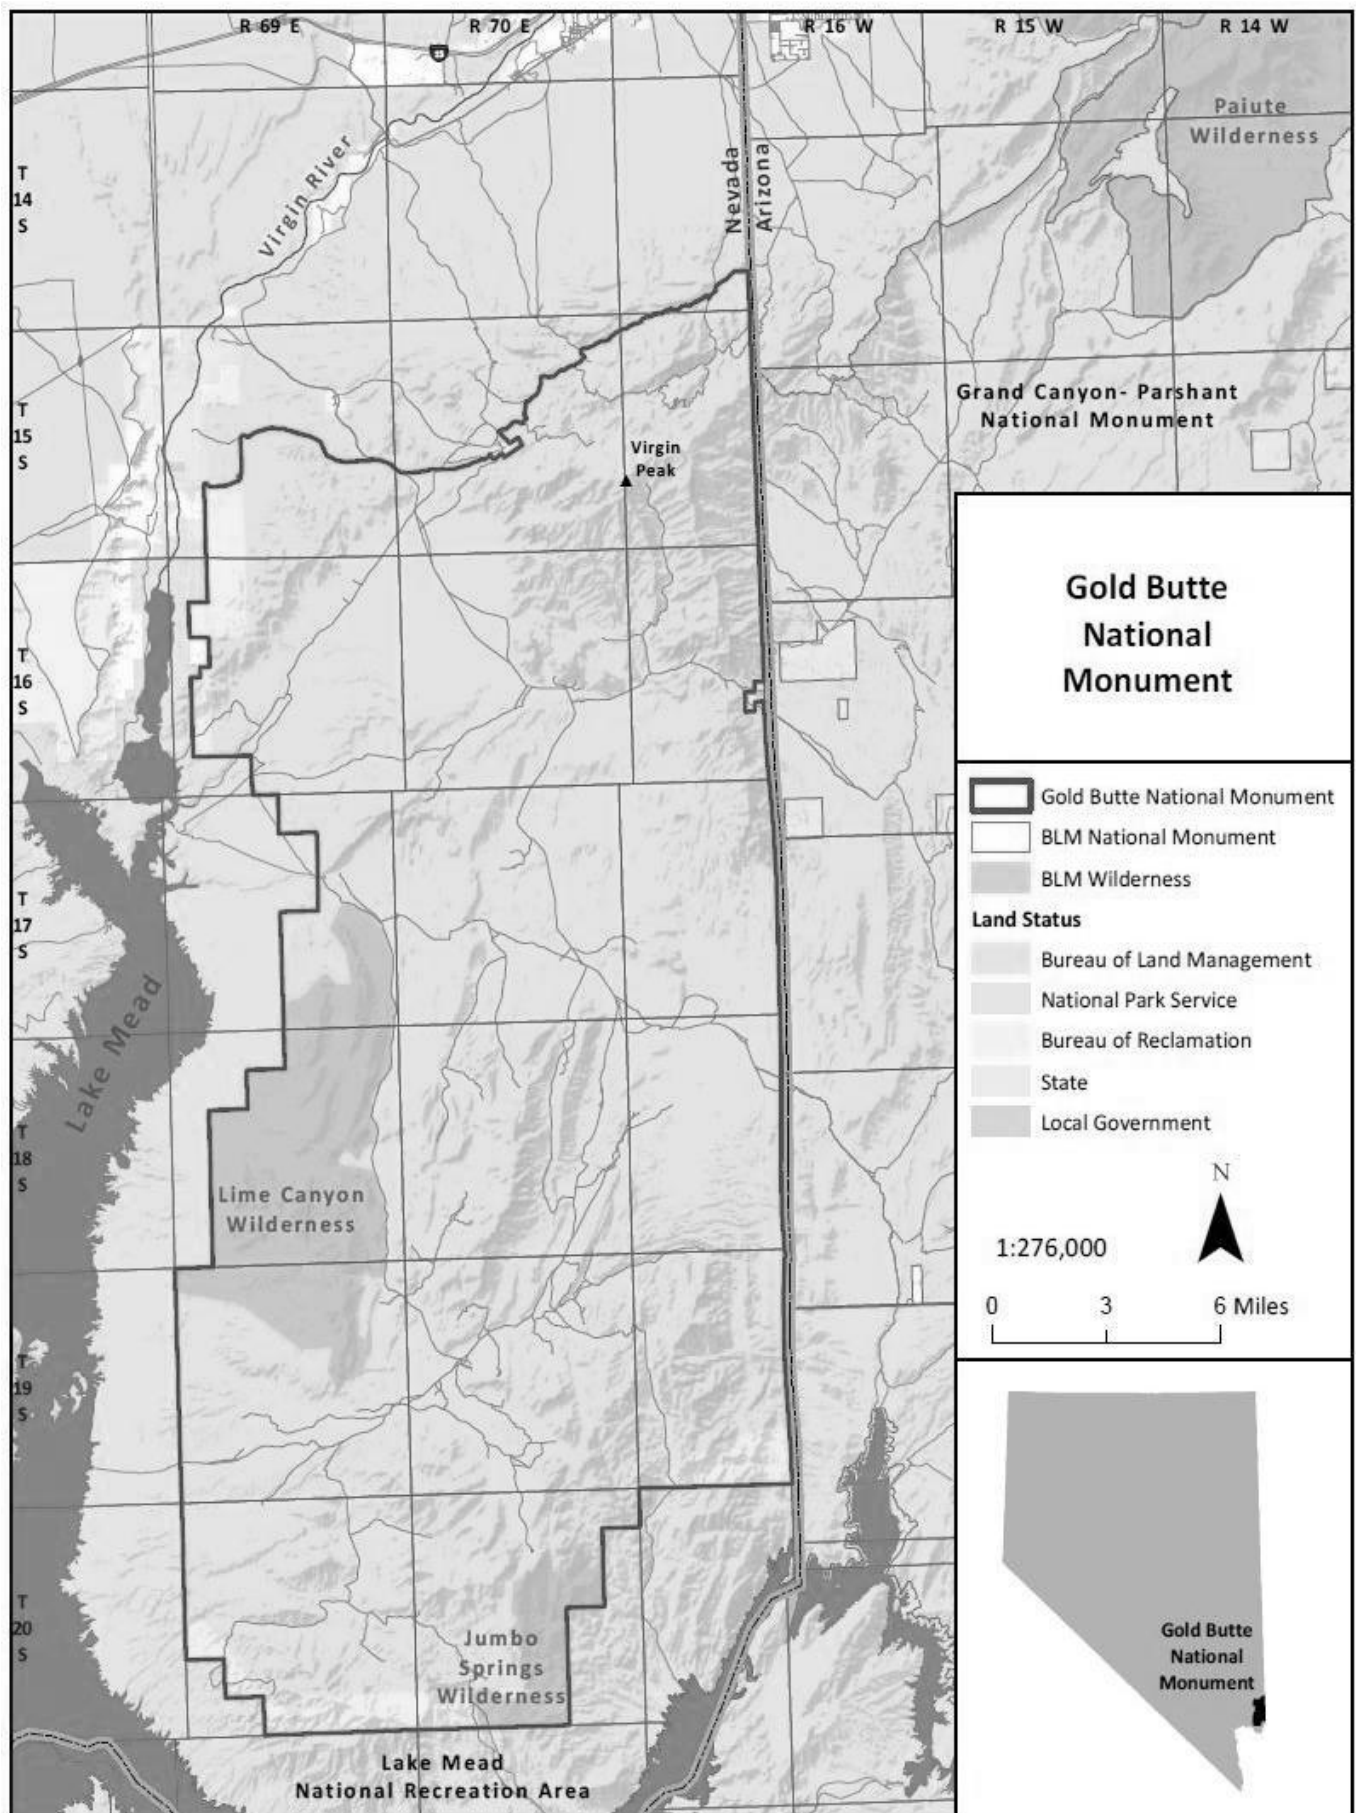 R 69 E
R 70 E
R 16 W
R 15 W
R 14 W
15
Paiute
Wilderness
Virgin River
Nevada
Arizona
T
14
S
Grand Canyon- Parshant
National Monument
T
15
S
Virgin
Peak
Gold Butte
National
Monument
T
16
S
Gold Butte National Monument
BLM National Monument
BLM Wilderness
Land Status
Bureau of Land Management
National Park Service
Bureau of Reclamation
State
Local Government
T
17
S
Lake Mead
T
18
S
Lime Canyon
Wilderness
N
1:276,000
0 3 6 Miles
T
19
S
T
20
S
Jumbo
Springs
Wilderness
Gold Butte
National
Monument
Lake Mead
National Recreation Area